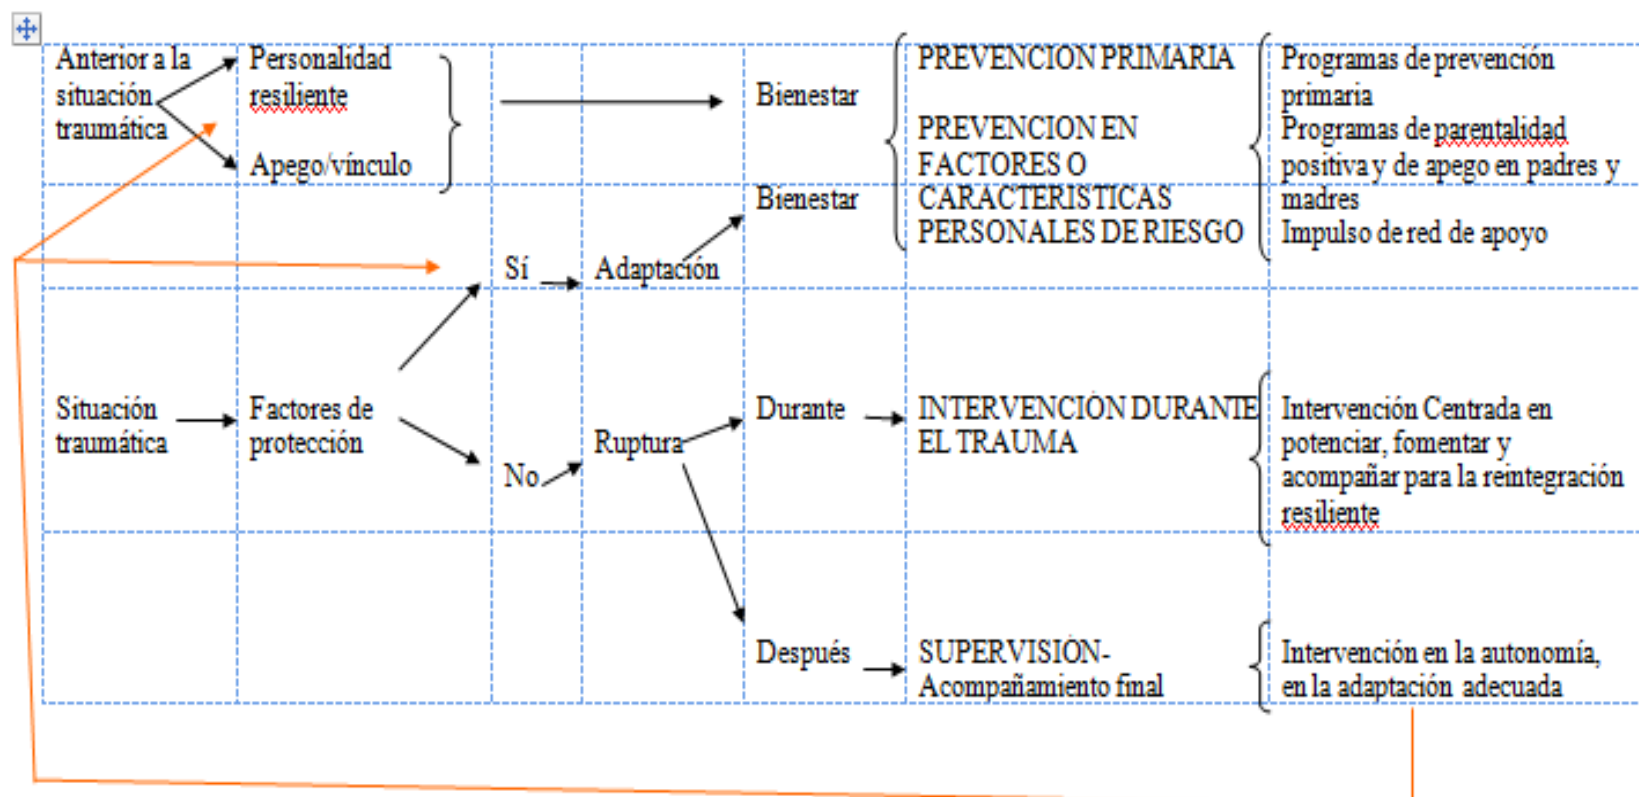 Anterior a la
situación
traumática
Personalidad
resiliente
Apego/vínculo
Bienestar
Bienestar
PREVENCION PRIMARIA
PREVENCION EN
FACTORES O
CARACTERISTICAS
PERSONALES DE RIESGO
Programas de prevención
primaria
Programas de parentalidad
positiva y de apego en padres y
madres
Impulso de red de apoyo
Sí
Adaptación
Situación
traumática
Factores de
protección
No
Ruptura
Durante
INTERVENCIÓN DURANTE
EL TRAUMA
Intervención Centrada en
potenciar, fomentar y
acompañar para la reintegración
resiliente
Después
SUPERVISIÓN-
Acompañamiento final
Intervención en la autonomía,
en la adaptación adecuada